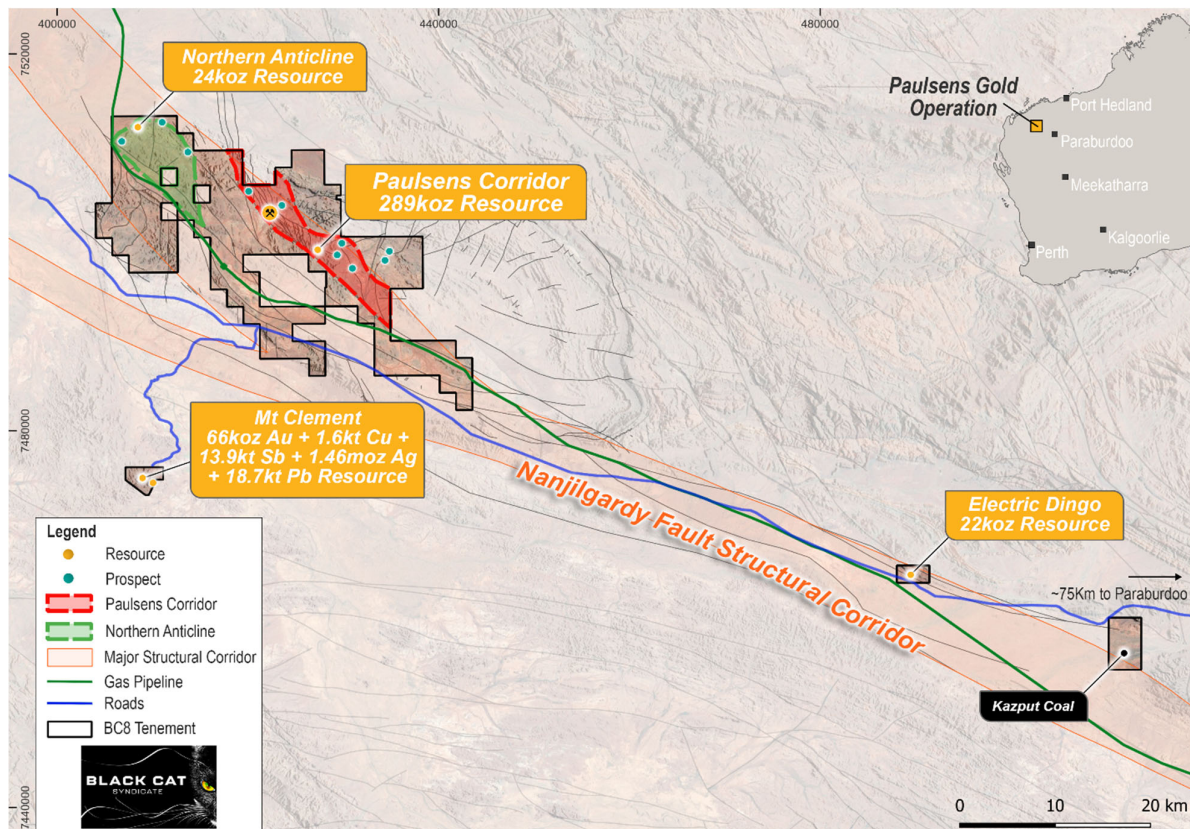 400000
440000
480000
7520000
7480000
7440000
Northern Anticline
24koz Resource
Paulsens Corridor
289koz Resource
Paulsens Gold
Operation
Port Hedland
Paraburdoo
Meekatharra
Kalgoorlie
Perth
Mt Clement
66koz Au + 1.6kt Cu +
13.9kt Sb + 1.46moz Ag
+ 18.7kt Pb Resource
Nanjilgardy Fault Structural Corridor
Electric Dingo
22koz Resource
~75Km to Paraburdoo
Kazput Coal
Legend
Resource
Prospect
Paulsens Corridor
Northern Anticline
Major Structural Corridor
Gas Pipeline
Roads
BC8 Tenement
BLACK CAT
SYNDICATE
0 10 20 km